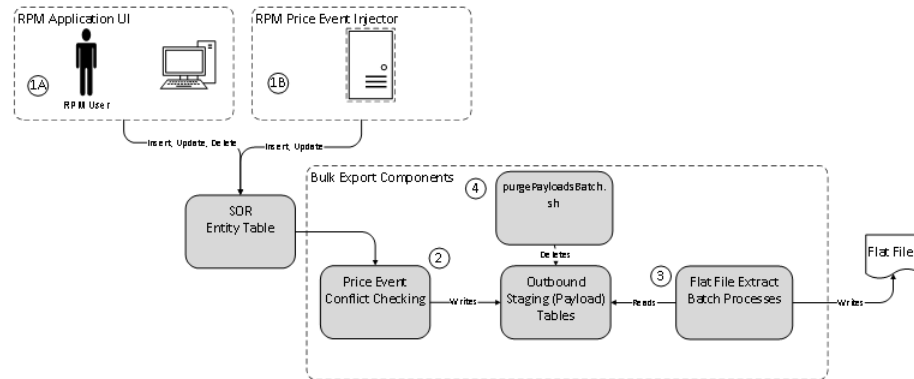 RPM Application UI
1A
RPM User
RPM Price Event Injector
1B
Insert, Update, Delete
Insert, Update
SOR
Entity Table
Bulk Export Components
4
purgePayloadsBatch.
sh
Deletes
2
Price Event
Conflict Checking
Writes
Outbound
Staging (Payload)
Tables
Reads
3
Flat File Extract
Batch Processes
Writes
Flat File